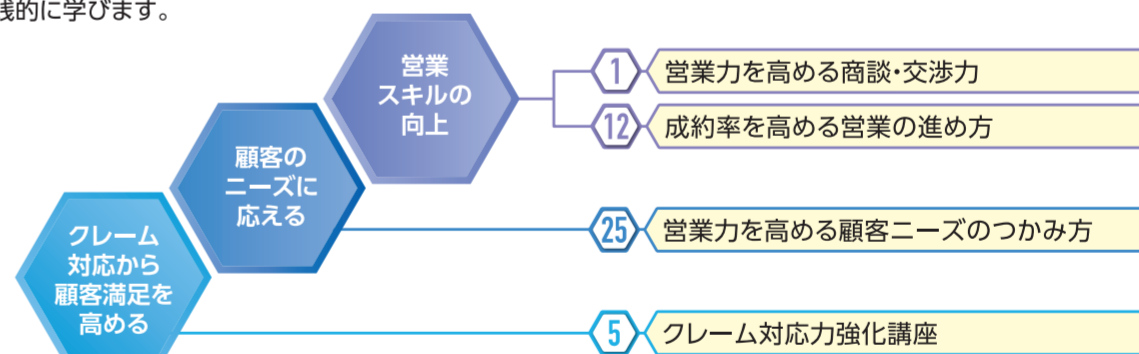 践的に学びます。
営業
スキルの
向上
1
営業力を高める商談・交渉力
12
成約率を高める営業の進め方
顧客の
ニーズに
応える
25
営業力を高める顧客ニーズのつかみ方
クレーム
対応から
顧客満足を
高める
5
クレーム対応力強化講座